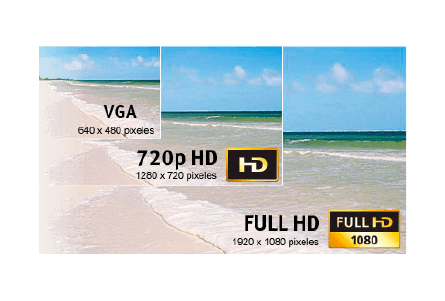 VGA
640 x 480 pixeles
720p HD
HD
1280 x 720 pixeles
FULL HD
FULL HD
1920 x 1080 pixeles
1080